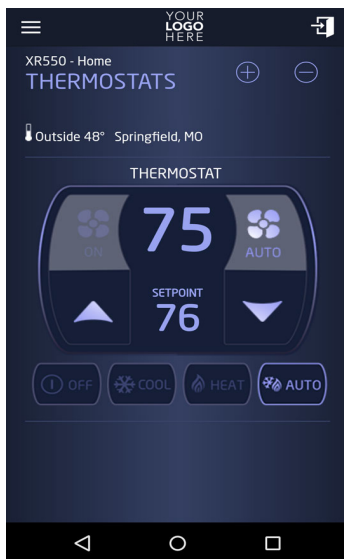 YOUR
LOGO
HERE
XR550 - Home
THERMOSTATS
Outside 48° Springfield, MO
THERMOSTAT
ON
75
AUTO
SETPOINT
76
OFF
COOL
HEAT
AUTO